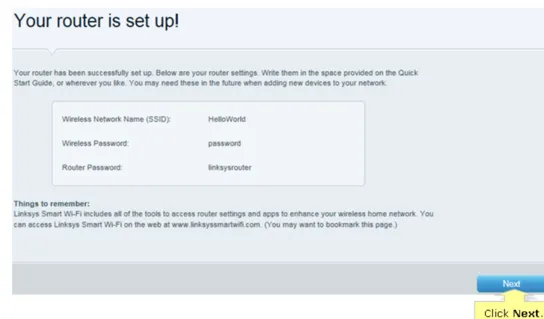 Your router is set up!
Your router has been successfully set up. Below are your router settings. Write them in the space provided on the Quick
Start Guide, or wherever you like. You may need these in the future when adding new devices to your network.
Wireless Network Name (SSID): HelloWorld
Wireless Password: password
Router Password: linksysrouter
Things to remember:
Linksys Smart Wi-Fi includes all of the tools to access router settings and apps to enhance your wireless home network. You
can access Linksys Smart Wi-Fi on the web at www.linksyssmartwifi.com. (You may want to bookmark this page.)
Next
Click Next.